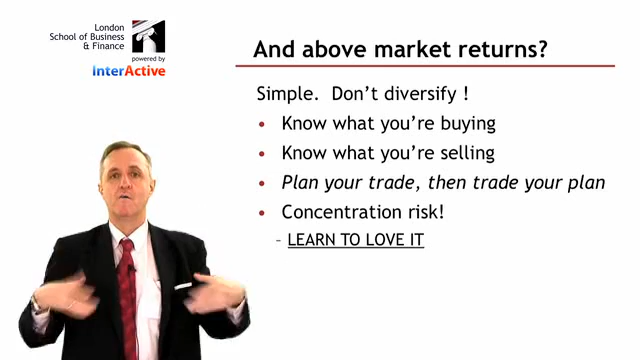 London
School of Business
& Finance
powered by
InterActive
And above market returns?
Simple. Don't diversify !
• Know what you're buying
• Know what you're selling
• Plan your trade, then trade your plan
• Concentration risk!
– LEARN TO LOVE IT